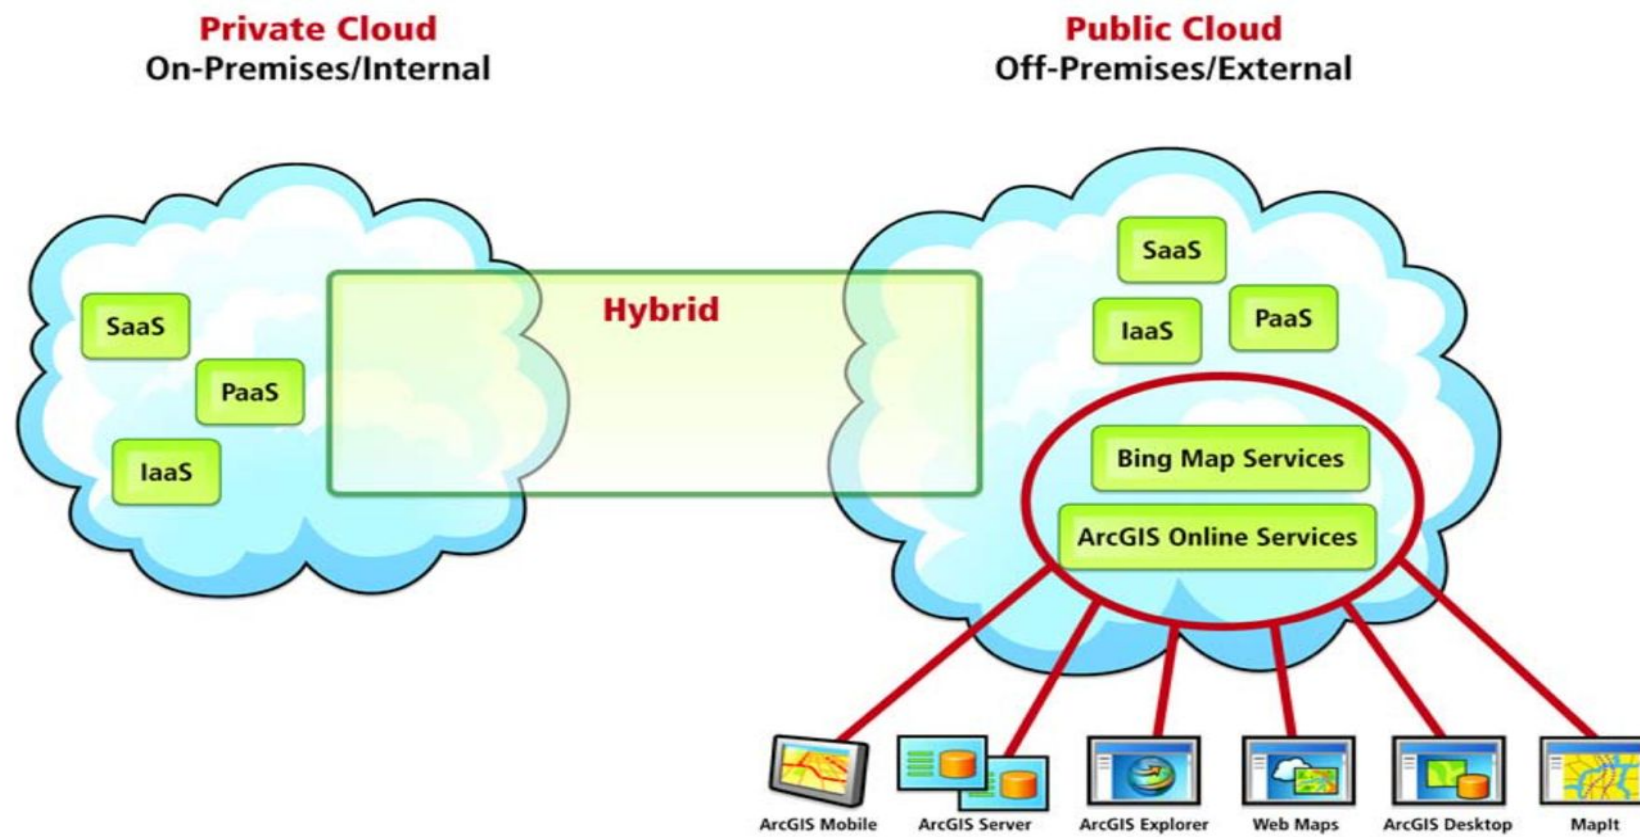 Private Cloud
On-Premises/Internal
Public Cloud
Off-Premises/External
SaaS
PaaS
IaaS
Hybrid
SaaS
IaaS
PaaS
Bing Map Services
ArcGIS Online Services
ArcGIS Mobile
ArcGIS Server
ArcGIS Explorer
Web Maps
ArcGIS Desktop
MapIt